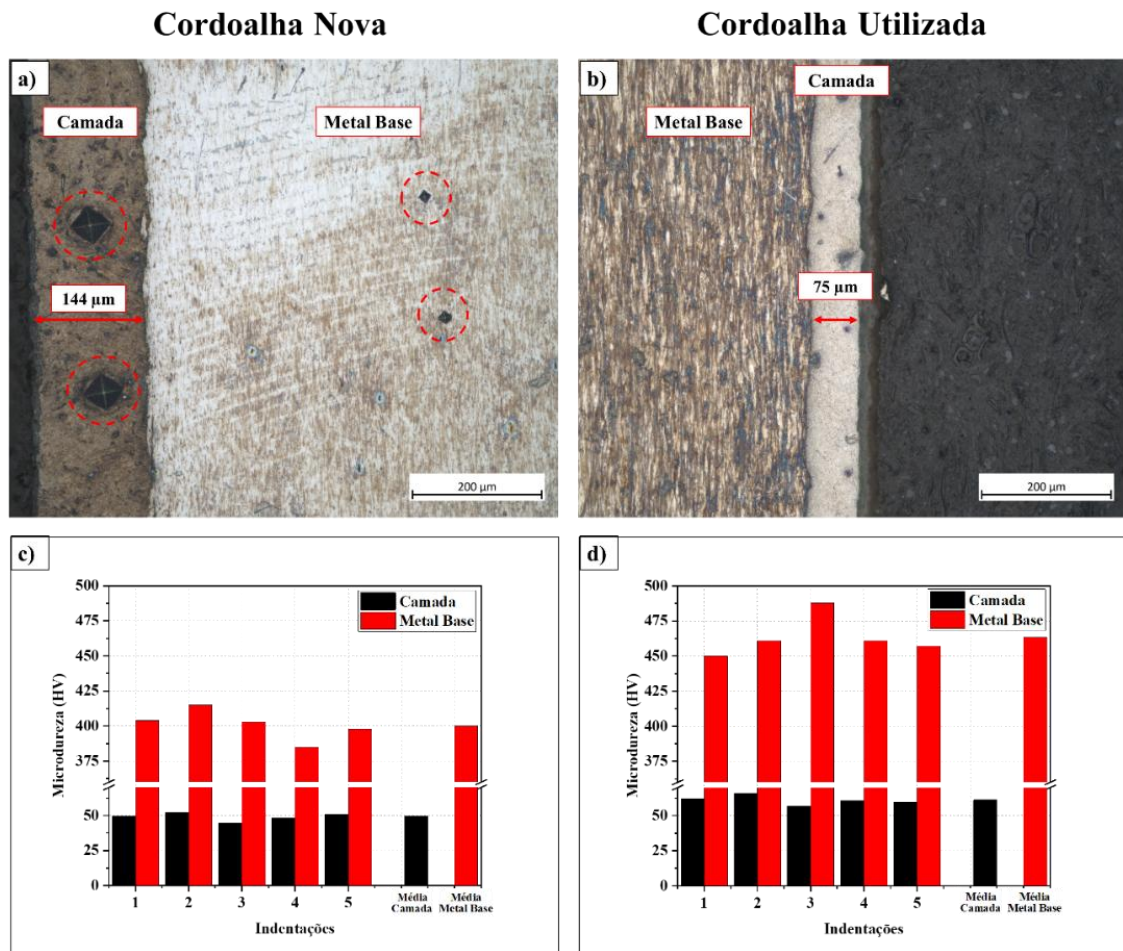 Cordoalha Nova
Cordoalha Utilizada
a)
Camada
Metal Base
144 µm
200 µm
b)
Camada
Metal Base
75 µm
200 µm
c)
Microdureza (HV)
500
475
450
425
400
375
50
25
0
Camada
Metal Base
1 2 3 4 5 Média Média
Camada Metal Base
Indentações
d)
Microdureza (HV)
500
475
450
425
400
375
50
25
0
Camada
Metal Base
1 2 3 4 5 Média Média
Camada Metal Base
Indentações